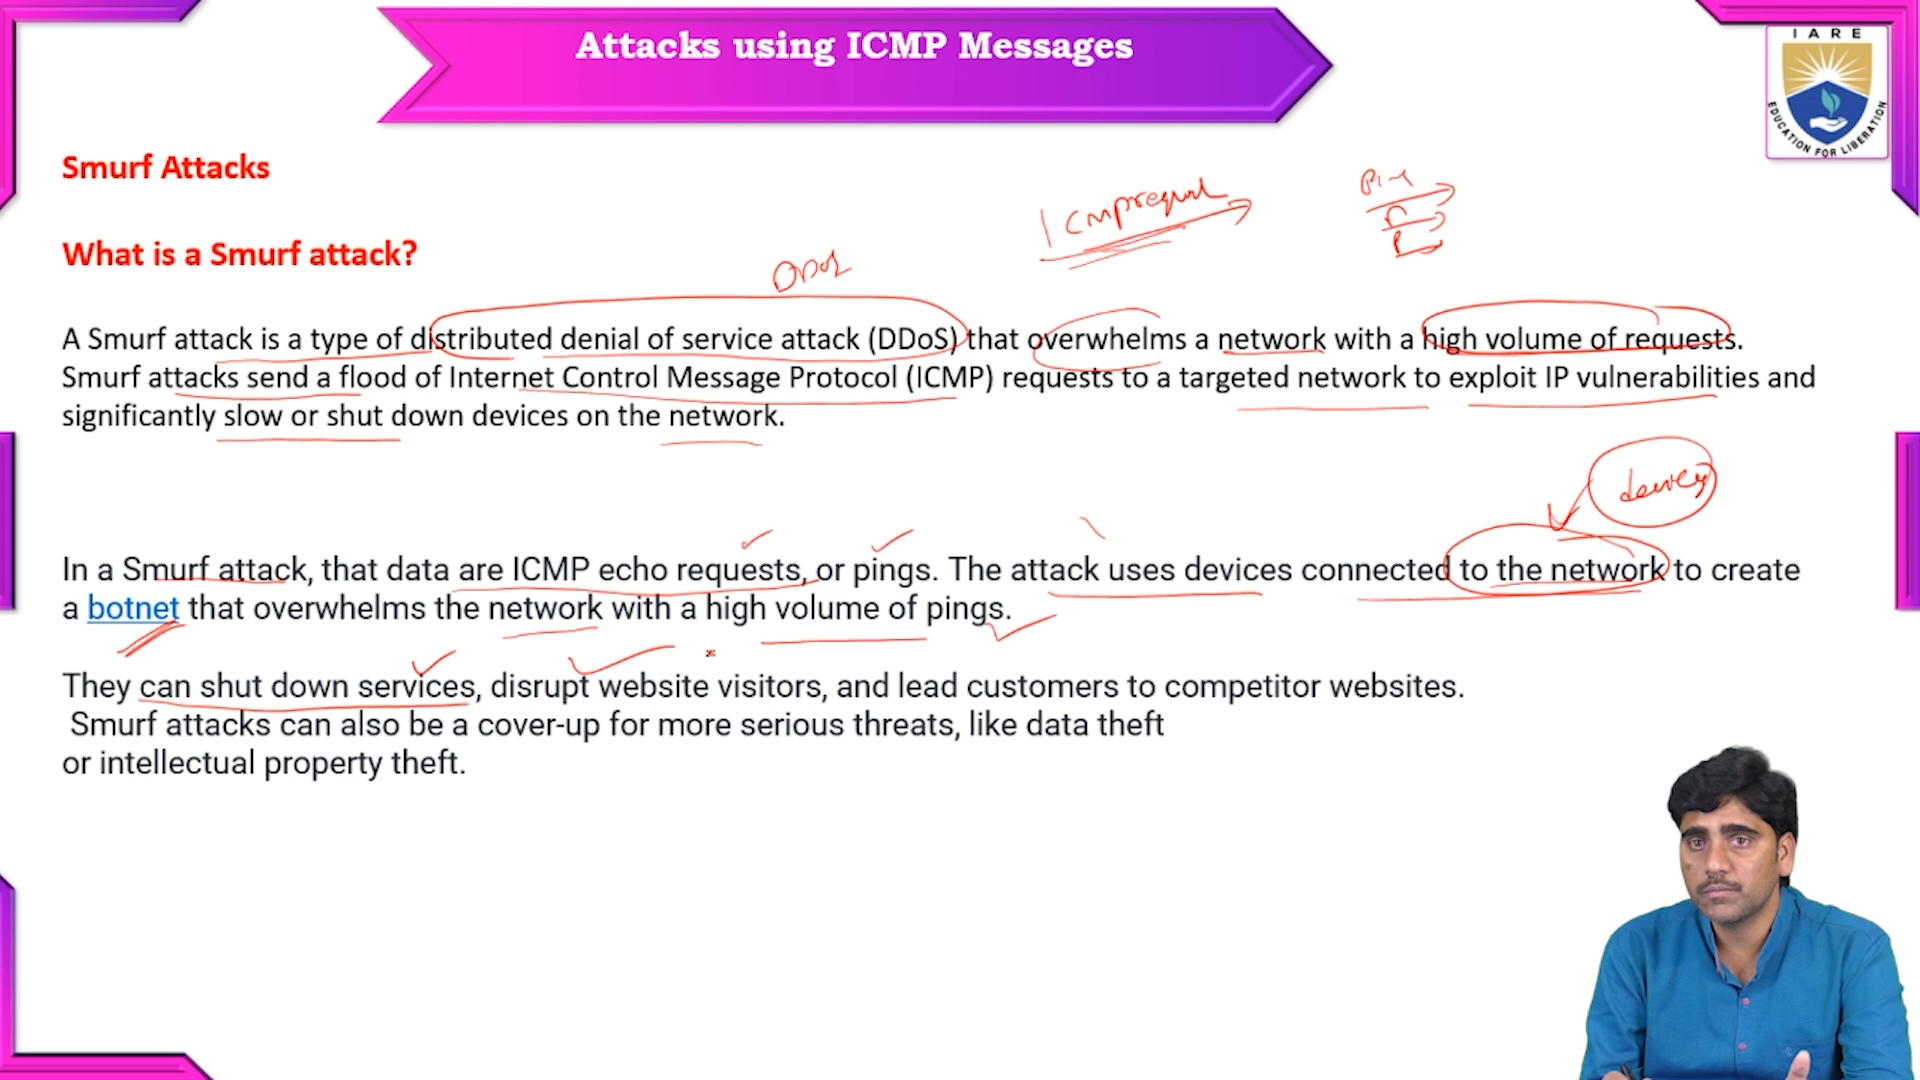 Attacks using ICMP Messages
IARE
EDUCATION FOR LIBERATION
Smurf Attacks
ICMP request
What is a Smurf attack?
DDoS
A Smurf attack is a type of distributed denial of service attack (DDoS) that overwhelms a network with a high volume of requests.
Smurf attacks send a flood of Internet Control Message Protocol (ICMP) requests to a targeted network to exploit IP vulnerabilities and
significantly slow or shut down devices on the network.
devices
In a Smurf attack, that data are ICMP echo requests, or pings. The attack uses devices connected to the network to create
a botnet that overwhelms the network with a high volume of pings.
They can shut down services, disrupt website visitors, and lead customers to competitor websites.
Smurf attacks can also be a cover-up for more serious threats, like data theft
or intellectual property theft.